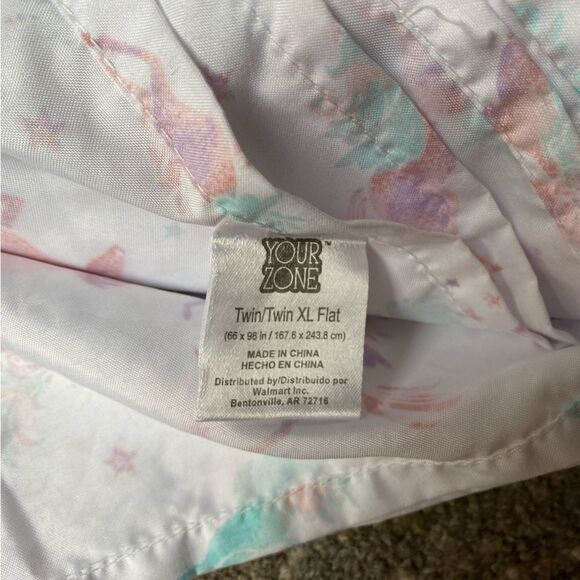 YOUR
ZONE™
Twin/Twin XL Flat
(66 x 96 in / 167.6 x 243.8 cm)
MADE IN CHINA
HECHO EN CHINA
Distributed by/Distribuido por
Walmart Inc.
Bentonville, AR 72716